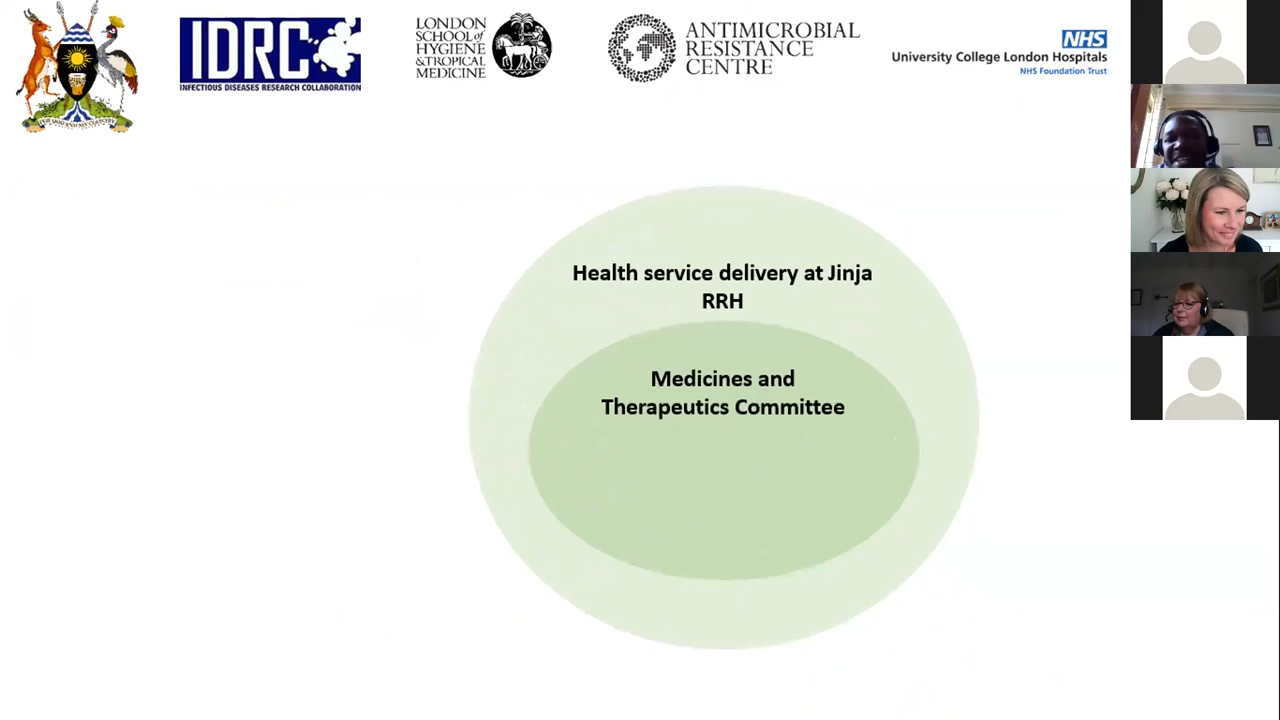 IDRC
INFECTIOUS DISEASES RESEARCH COLLABORATION
LONDON
SCHOOL of
HYGIENE
& TROPICAL
MEDICINE
ANTIMICROBIAL
RESISTANCE
CENTRE
NHS
University College London Hospitals
NHS Foundation Trust
Health service delivery at Jinja
RRH
Medicines and
Therapeutics Committee